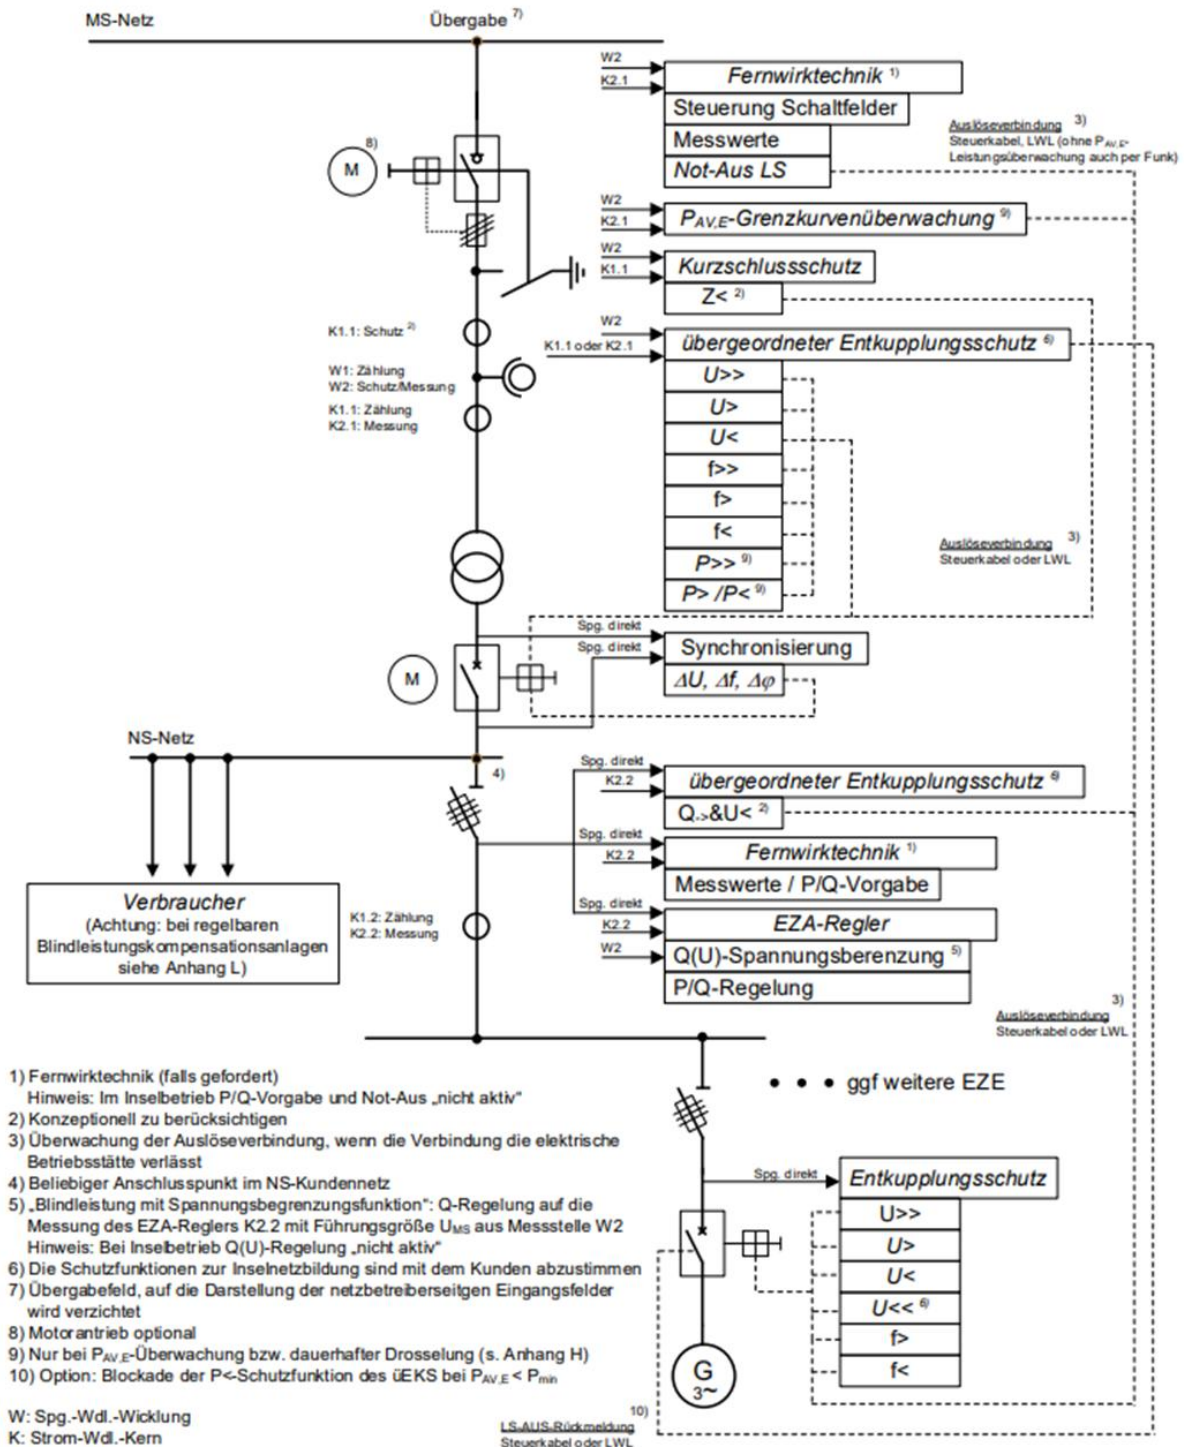 MS-Netz
Übergabe 7)
W2
K2.1
Fernwirktechnik 1)
Steuerung Schaltfelder
Messwerte
Not-Aus LS
Auslöseverbindung 3)
Steuerkabel, LWL (ohne PAV,E-
Leistungsüberwachung auch per Funk)
8)
M
W2
K2.1
PAV,E-Grenzkurvenüberwachung 9)
W2
K1.1
Kurzschlussschutz
Z< 2)
K1.1: Schutz 2)
W2
K1.1 oder K2.1
übergeordneter Entkupplungsschutz 6)
U>>
U>
U<
f>>
f>
f<
P>> 9)
P> /P< 9)
W1: Zählung
W2: Schutz/Messung
K1.1: Zählung
K2.1: Messung
Auslöseverbindung 3)
Steuerkabel oder LWL
Spg. direkt
Spg. direkt
Synchronisierung
ΔU, Δf, Δφ
M
NS-Netz
4)
Spg. direkt
K2.2
übergeordneter Entkupplungsschutz 6)
Q->&U< 2)
Spg. direkt
K2.2
Fernwirktechnik 1)
Messwerte / P/Q-Vorgabe
Spg. direkt
K2.2
W2
EZA-Regler
Q(U)-Spannungsberenzung 5)
P/Q-Regelung
Verbraucher
(Achtung: bei regelbaren
Blindleistungskompensationsanlagen
siehe Anhang L)
K1.2: Zählung
K2.2: Messung
Auslöseverbindung 3)
Steuerkabel oder LWL
• • • ggf weitere EZE
Spg. direkt
Entkupplungsschutz
U>>
U>
U<
U<< 6)
f>
f<
G
3~
1) Fernwirktechnik (falls gefordert)
Hinweis: Im Inselbetrieb P/Q-Vorgabe und Not-Aus „nicht aktiv“
2) Konzeptionell zu berücksichtigen
3) Überwachung der Auslöseverbindung, wenn die Verbindung die elektrische
Betriebsstätte verlässt
4) Beliebiger Anschlusspunkt im NS-Kundennetz
5) „Blindleistung mit Spannungsbegrenzungsfunktion“: Q-Regelung auf die
Messung des EZA-Reglers K2.2 mit Führungsgröße UMS aus Messstelle W2
Hinweis: Bei Inselbetrieb Q(U)-Regelung „nicht aktiv“
6) Die Schutzfunktionen zur Inselnetzbildung sind mit dem Kunden abzustimmen
7) Übergabefeld, auf die Darstellung der netzbetreiberseitgen Eingangsfelder
wird verzichtet
8) Motorantrieb optional
9) Nur bei PAV,E-Überwachung bzw. dauerhafter Drosselung (s. Anhang H)
10) Option: Blockade der P<-Schutzfunktion des üEKS bei PAV,E < Pmin
W: Spg.-Wdl.-Wicklung
K: Strom-Wdl.-Kern
10)
LS-AUS-Rückmeldung
Steuerkabel oder LWL